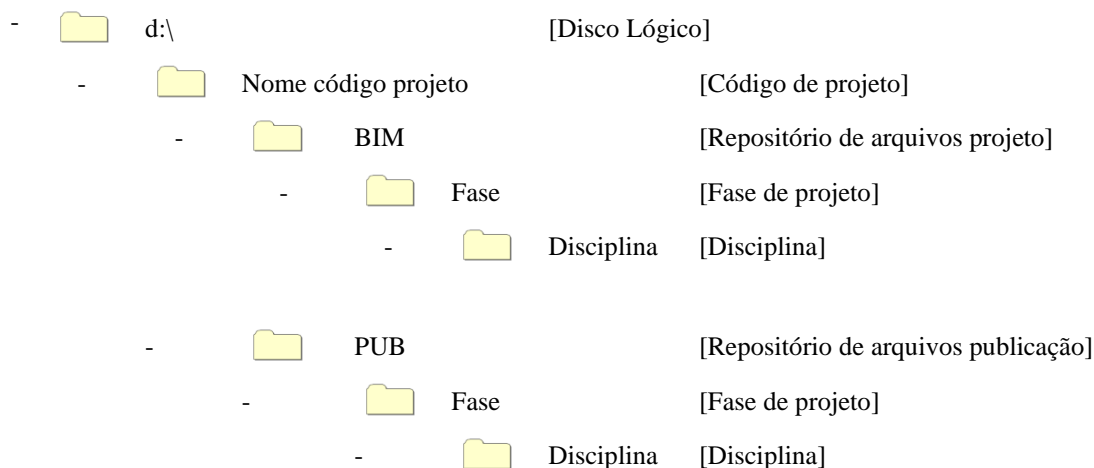 - d:\ [Disco Lógico]
- Nome código projeto [Código de projeto]
- BIM [Repositório de arquivos projeto]
- Fase [Fase de projeto]
- Disciplina [Disciplina]
- PUB [Repositório de arquivos publicação]
- Fase [Fase de projeto]
- Disciplina [Disciplina]